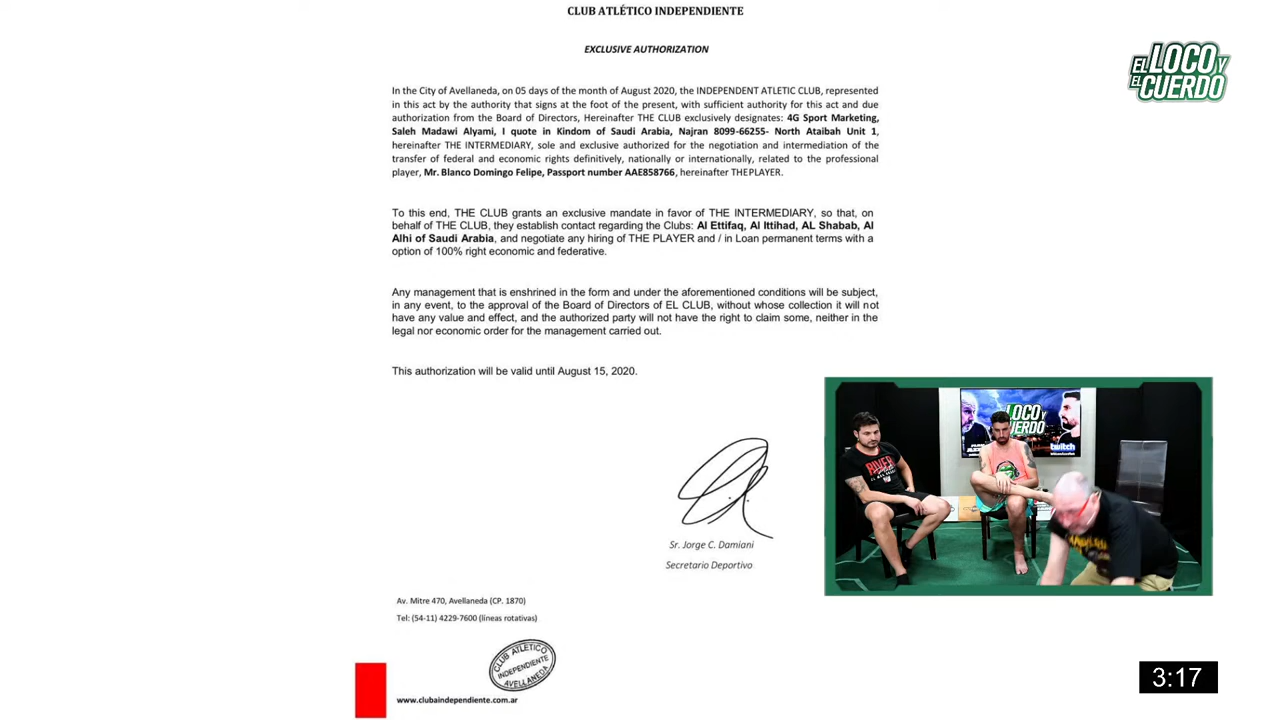 CLUB ATLÉTICO INDEPENDIENTE
EXCLUSIVE AUTHORIZATION
In the City of Avellaneda, on 05 days of the month of August 2020, the INDEPENDENT ATLETIC CLUB, represented
in this act by the authority that signs at the foot of the present, with sufficient authority for this act and due
authorization from the Board of Directors, Hereinafter THE CLUB exclusively designates: 4G Sport Marketing,
Saleh Madawi Alyami, I quote in Kindom of Saudi Arabia, Najran 8099-66255- North Ataibah Unit 1,
hereinafter THE INTERMEDIARY, sole and exclusive authorized for the negotiation and intermediation of the
transfer of federal and economic rights definitively, nationally or internationally, related to the professional
player, Mr. Blanco Domingo Felipe, Passport number AAE858766, hereinafter THEPLAYER.
To this end, THE CLUB grants an exclusive mandate in favor of THE INTERMEDIARY, so that, on
behalf of THE CLUB, they establish contact regarding the Clubs: Al Ettifaq, Al Ittihad, AL Shabab, Al
Alhi of Saudi Arabia, and negotiate any hiring of THE PLAYER and / in Loan permanent terms with a
option of 100% right economic and federative.
Any management that is enshrined in the form and under the aforementioned conditions will be subject,
in any event, to the approval of the Board of Directors of EL CLUB, without whose collection it will not
have any value and effect, and the authorized party will not have the right to claim some, neither in the
legal nor economic order for the management carried out.
This authorization will be valid until August 15, 2020.
Sr. Jorge C. Damiani
Secretario Deportivo
Av. Mitre 470, Avellaneda (CP. 1870)
Tel: (54-11) 4229-7600 (líneas rotativas)
CLUB ATLETICO
INDEPENDIENTE
AVELLANEDA
www.clubaindependiente.com.ar
EL LOCO Y
EL CUERDO
LOCO Y
CUERDO
twitch
RIVER
3:17